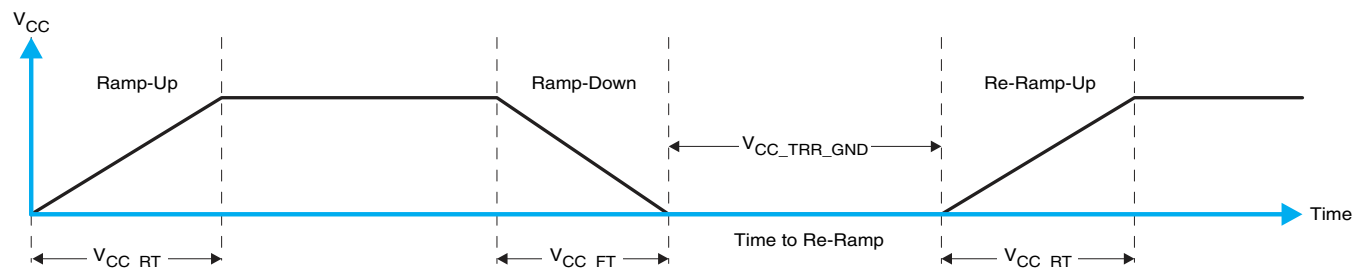 VCC
Ramp-Up
Ramp-Down
Re-Ramp-Up
VCC_TRR_GND
Time
Time to Re-Ramp
VCC_RT
VCC_FT
VCC_RT